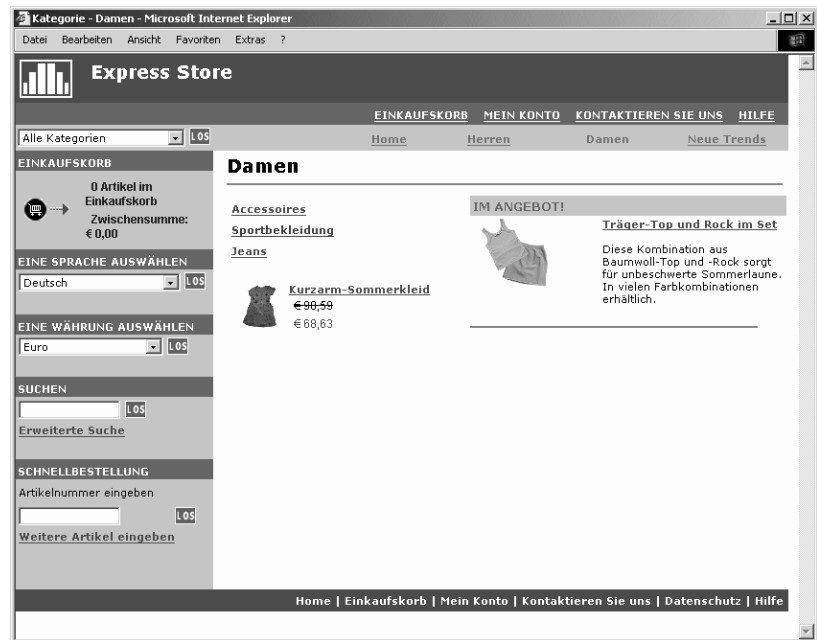 Kategorie - Damen - Microsoft Internet Explorer
Datei Bearbeiten Ansicht Favoriten Extras ?
Express Store
EINKAUFSKORB MEIN KONTO KONTAKTIEREN SIE UNS HILFE
Alle Kategorien LOS
Home Herren Damen Neue Trends
EINKAUFSKORB
0 Artikel im
Einkaufskorb
Zwischensumme:
€ 0,00
EINE SPRACHE AUSWÄHLEN
Deutsch LOS
EINE WÄHRUNG AUSWÄHLEN
Euro LOS
SUCHEN
LOS
Erweiterte Suche
SCHNELLBESTELLUNG
Artikelnummer eingeben
LOS
Weitere Artikel eingeben
Damen
Accessoires
Sportbekleidung
Jeans
Kurzarm-Sommerkleid
€ 98,59
€ 68,63
IM ANGEBOT!
Träger-Top und Rock im Set
Diese Kombination aus
Baumwoll-Top und -Rock sorgt
für unbeschwerte Sommerlaune.
In vielen Farbkombinationen
erhältlich.
Home | Einkaufskorb | Mein Konto | Kontaktieren Sie uns | Datenschutz | Hilfe